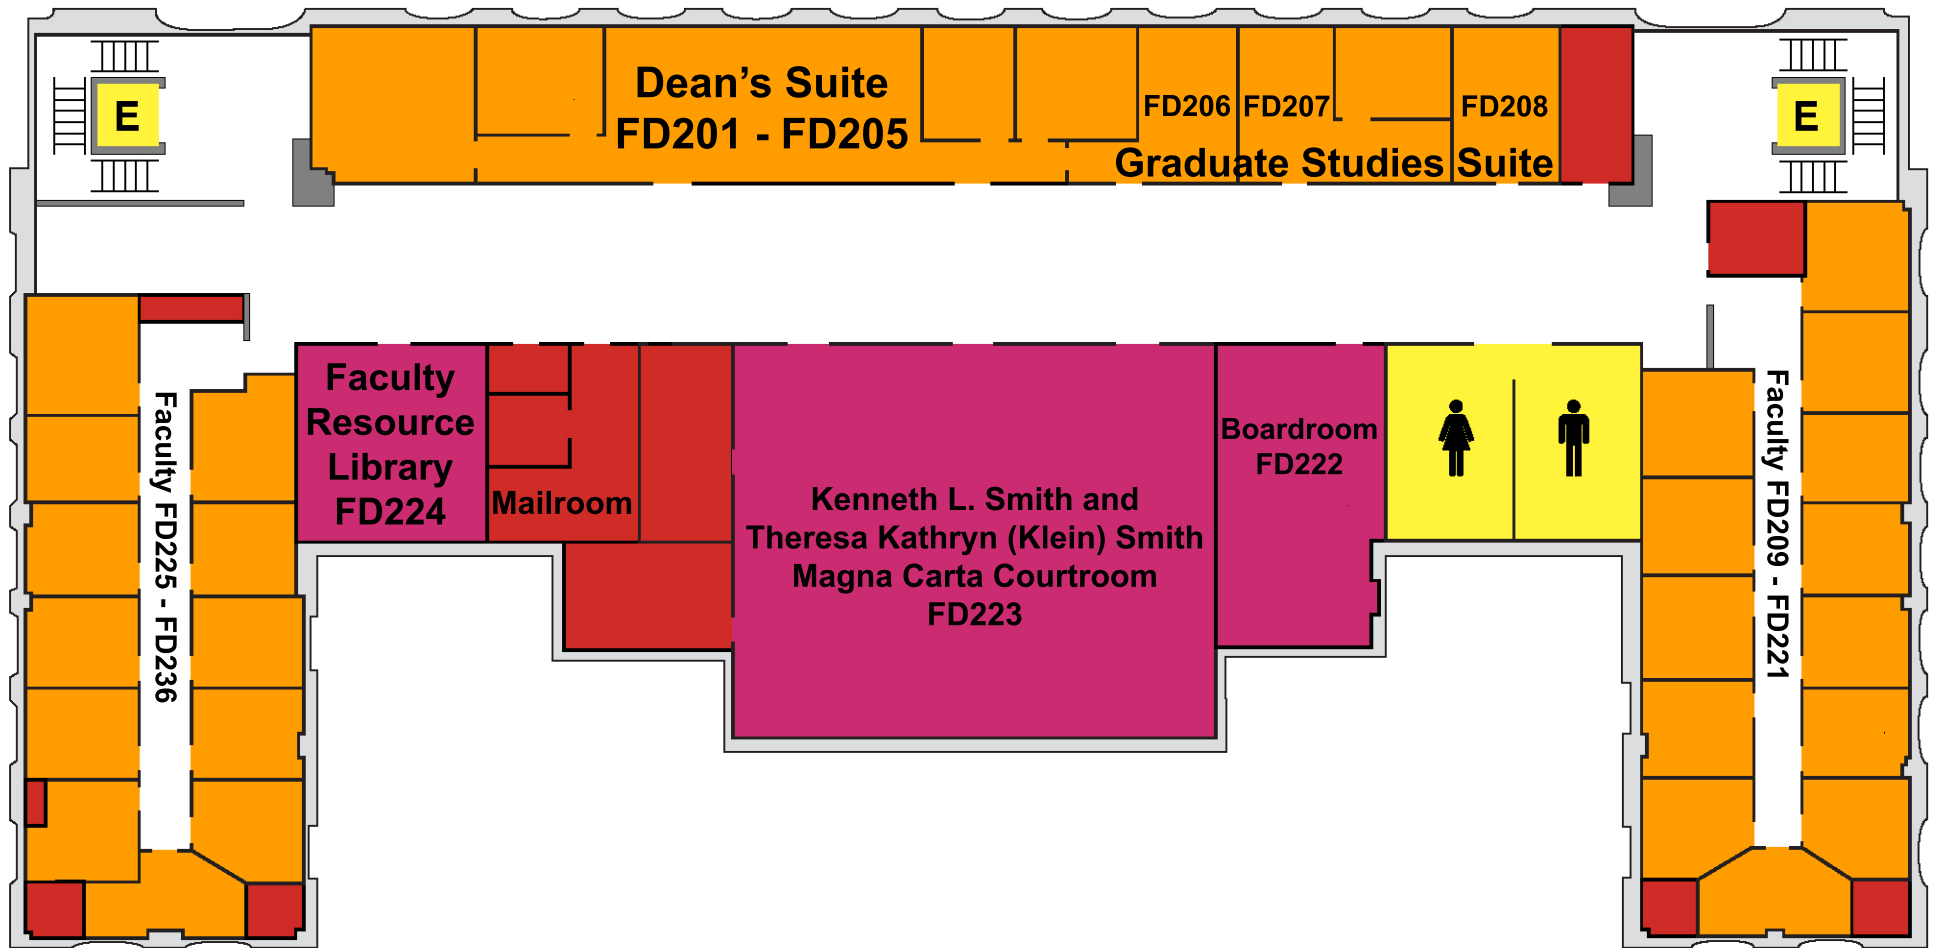 E
Dean’s Suite
FD201 - FD205
FD206
FD207
FD208
Graduate Studies Suite
E
Faculty FD225 - FD236
Faculty
Resource
Library
FD224
Mailroom
Kenneth L. Smith and
Theresa Kathryn (Klein) Smith
Magna Carta Courtroom
FD223
Boardroom
FD222
Faculty FD209 - FD221